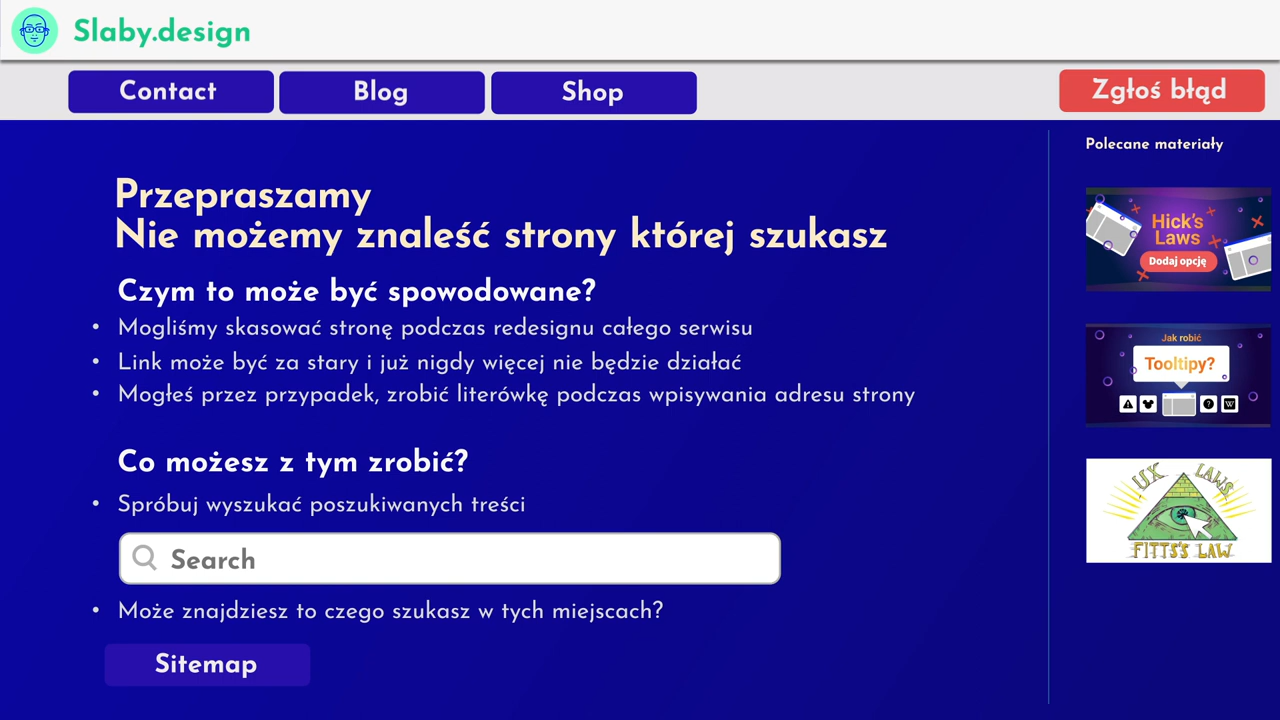 Slaby.design
Contact
Blog
Shop
Zgłoś błąd
Przepraszamy
Nie możemy znaleść strony której szukasz
Czym to może być spowodowane?
• Mogliśmy skasować stronę podczas redesignu całego serwisu
• Link może być za stary i już nigdy więcej nie będzie działać
• Mogłeś przez przypadek, zrobić literówkę podczas wpisywania adresu strony
Co możesz z tym zrobić?
• Spróbuj wyszukać poszukiwanych treści
Search
• Może znajdziesz to czego szukasz w tych miejscach?
Sitemap
Polecane materiały
Hick's
Laws
Dodaj opcję
Jak robić
Tooltipy?
?
W
UX LAWS
FITTS'S LAW